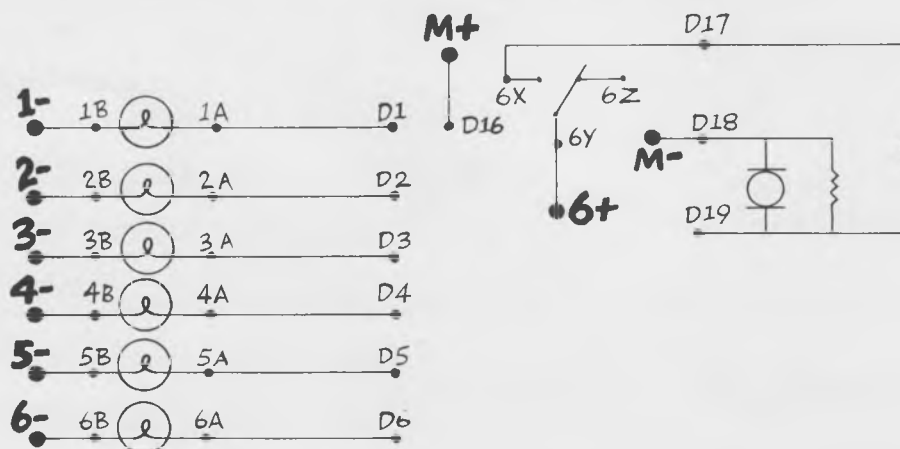 M+
D17
1-
1B
1A
D1
D16
6X
6Z
6Y
M-
D18
2-
2B
2A
D2
6+
D19
3-
3B
3A
D3
4-
4B
4A
D4
5-
5B
5A
D5
6-
6B
6A
D6